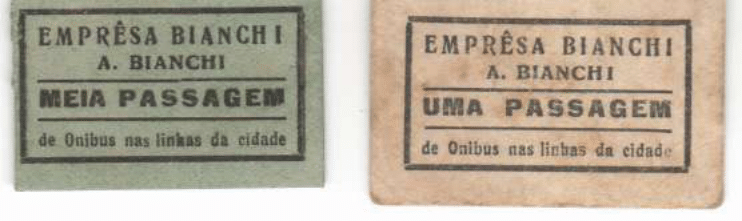 EMPRÊSA BIANCHI
A. BIANCHI
MEIA PASSAGEM
de Onibus nas linhas da cidade
EMPRÊSA BIANCHI
A. BIANCHI
UMA PASSAGEM
de Onibus nas linhas da cidade